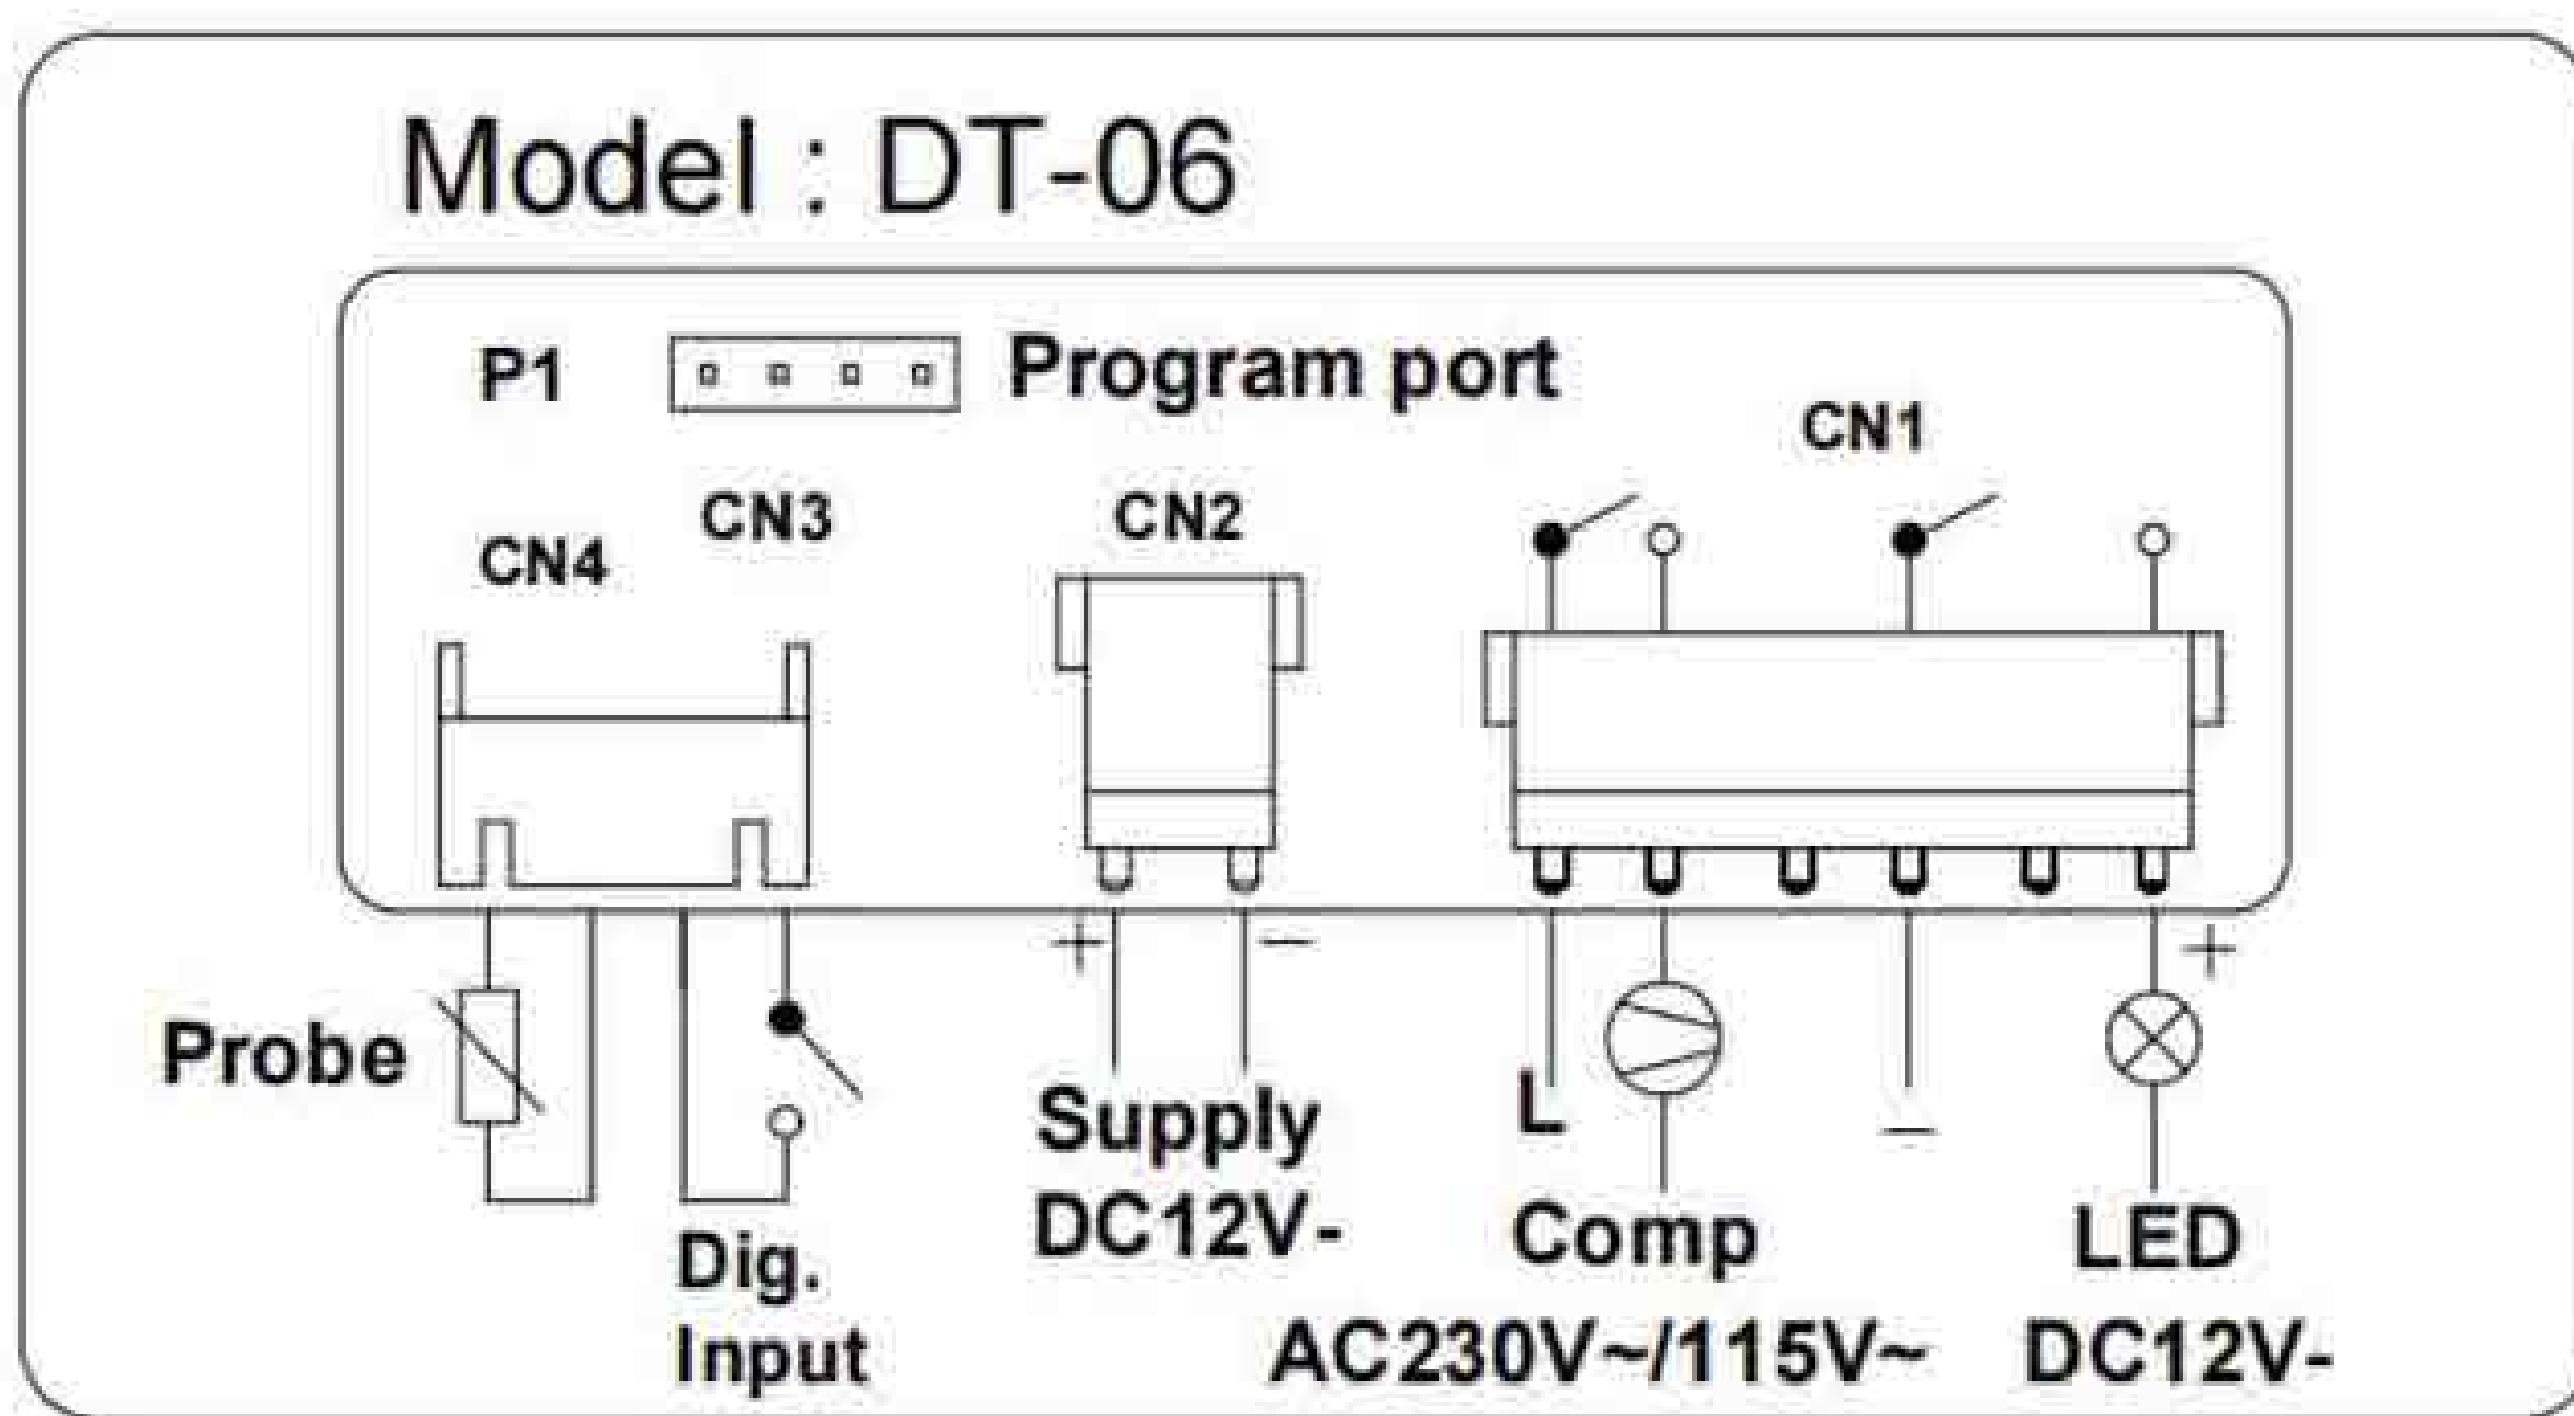 Model : DT-06
P1 Program port
CN1
CN3
CN2
CN4
+ − +
Probe
L −
Supply
DC12V-
Comp
LED
Dig.
Input
AC230V~/115V~
DC12V-